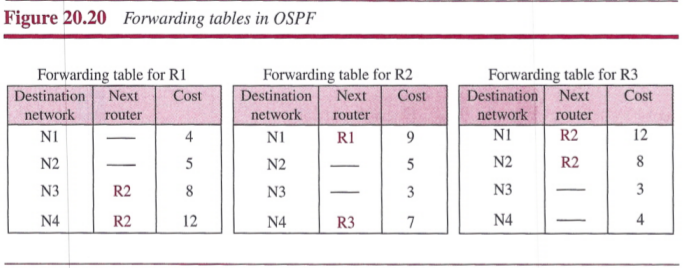 Figure 20.20 Forwarding tables in OSPF
Forwarding table for R1 Forwarding table for R2 Forwarding table for R3
Destination Next Cost Destination Next Cost Destination Next Cost
network router network router network router
N1 — 4 N1 R1 9 N1 R2 12
N2 — 5 N2 — 5 N2 R2 8
N3 R2 8 N3 — 3 N3 — 3
N4 R2 12 N4 R3 7 N4 — 4